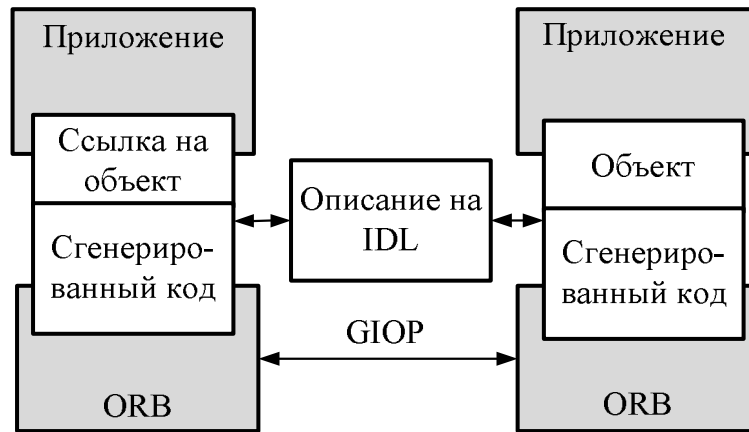 Приложение
Ссылка на
объект
Сгенериро-
ванный код
ORB
Описание на
IDL
GIOP
Приложение
Объект
Сгенериро-
ванный код
ORB